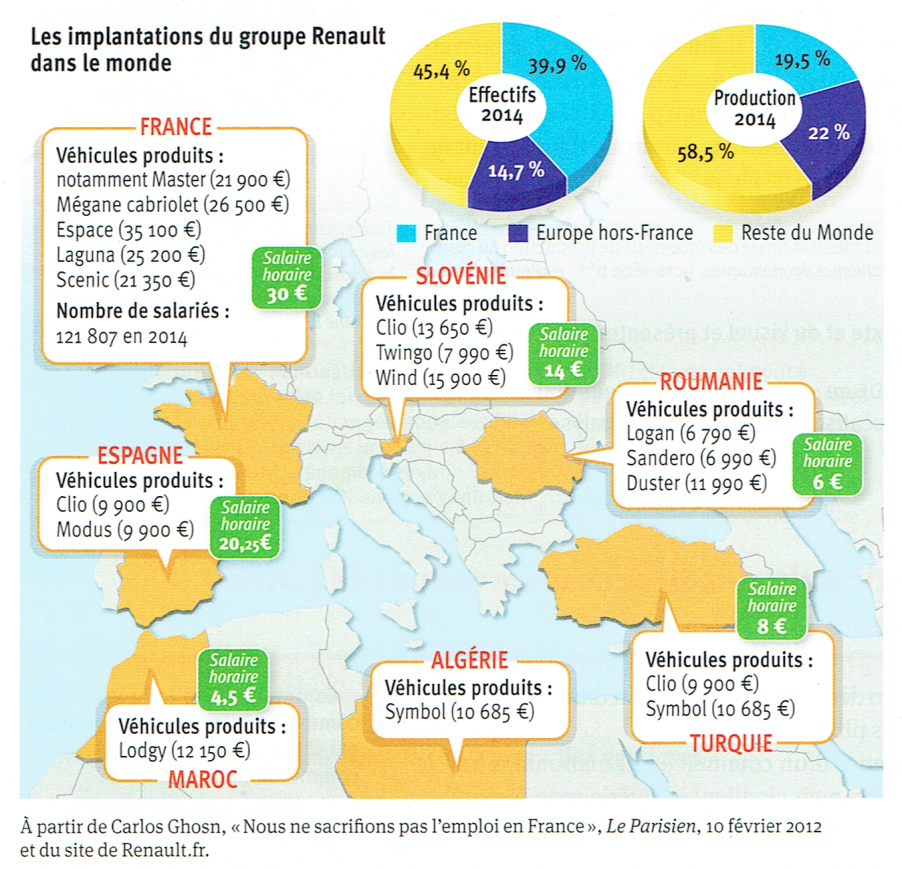 Les implantations du groupe Renault
dans le monde
45,4 %
39,9 %
Effectifs
2014
14,7 %
19,5 %
Production
2014
22 %
58,5 %
France
Europe hors-France
Reste du Monde
FRANCE
Véhicules produits :
notamment Master (21 900 €)
Mégane cabriolet (26 500 €)
Espace (35 100 €)
Laguna (25 200 €)
Scenic (21 350 €)
Nombre de salariés :
121 807 en 2014
Salaire
horaire
30 €
SLOVÉNIE
Véhicules produits :
Clio (13 650 €)
Twingo (7 990 €)
Wind (15 900 €)
Salaire
horaire
14 €
ROUMANIE
Véhicules produits :
Logan (6 790 €)
Sandero (6 990 €)
Duster (11 990 €)
Salaire
horaire
6 €
ESPAGNE
Véhicules produits :
Clio (9 900 €)
Modus (9 900 €)
Salaire
horaire
20,25€
Salaire
horaire
4,5 €
Véhicules produits :
Lodgy (12 150 €)
MAROC
ALGÉRIE
Véhicules produits :
Symbol (10 685 €)
Salaire
horaire
8 €
Véhicules produits :
Clio (9 900 €)
Symbol (10 685 €)
TURQUIE
À partir de Carlos Ghosn, « Nous ne sacrifions pas l'emploi en France », Le Parisien, 10 février 2012
et du site de Renault.fr.